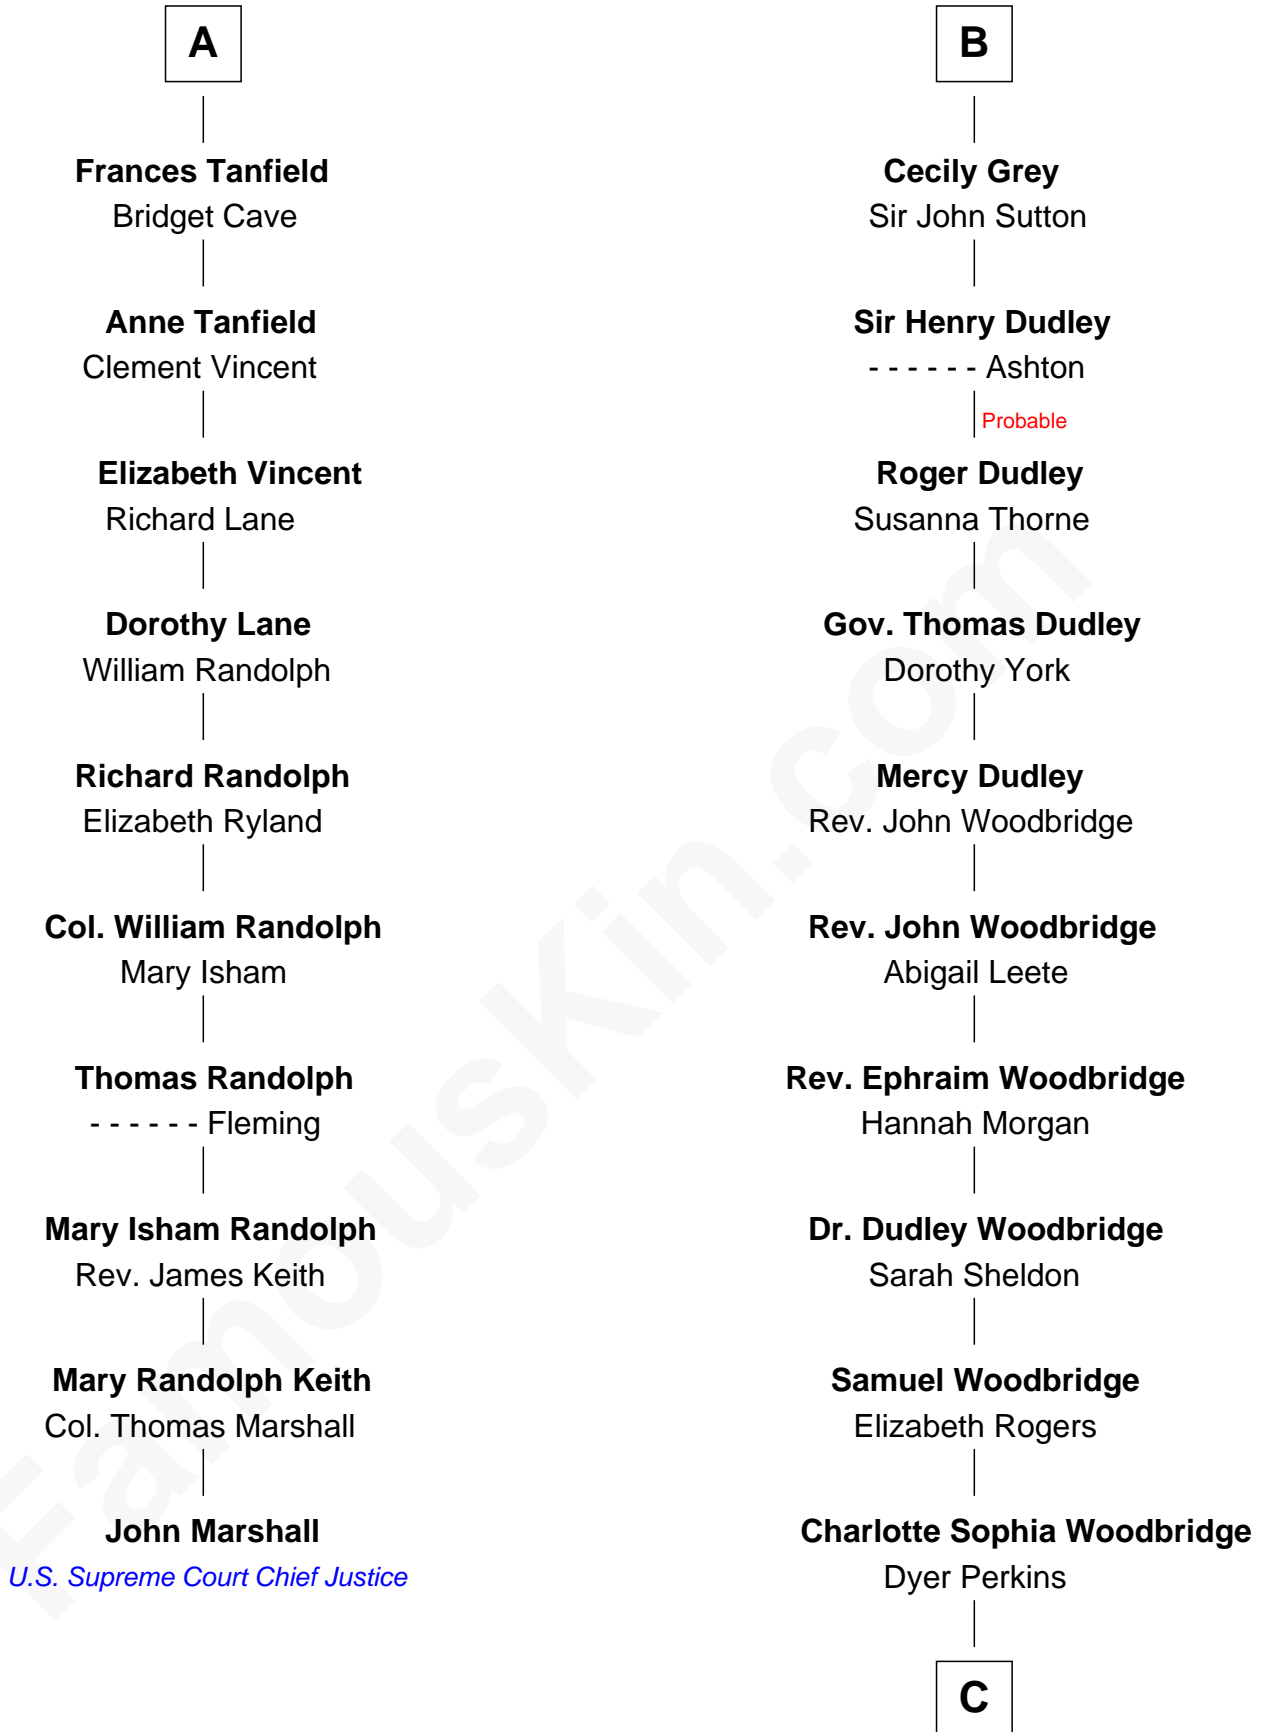 A
Frances Tanfield
Bridget Cave
Anne Tanfield
Clement Vincent
Elizabeth Vincent
Richard Lane
Dorothy Lane
William Randolph
Richard Randolph
Elizabeth Ryland
Col. William Randolph
Mary Isham
Thomas Randolph
- - - - - - Fleming
Mary Isham Randolph
Rev. James Keith
Mary Randolph Keith
Col. Thomas Marshall
John Marshall
U.S. Supreme Court Chief Justice
B
Cecily Grey
Sir John Sutton
Sir Henry Dudley
- - - - - - Ashton
Probable
Roger Dudley
Susanna Thorne
Gov. Thomas Dudley
Dorothy York
Mercy Dudley
Rev. John Woodbridge
Rev. John Woodbridge
Abigail Leete
Rev. Ephraim Woodbridge
Hannah Morgan
Dr. Dudley Woodbridge
Sarah Sheldon
Samuel Woodbridge
Elizabeth Rogers
Charlotte Sophia Woodbridge
Dyer Perkins
C
FamousKin.com